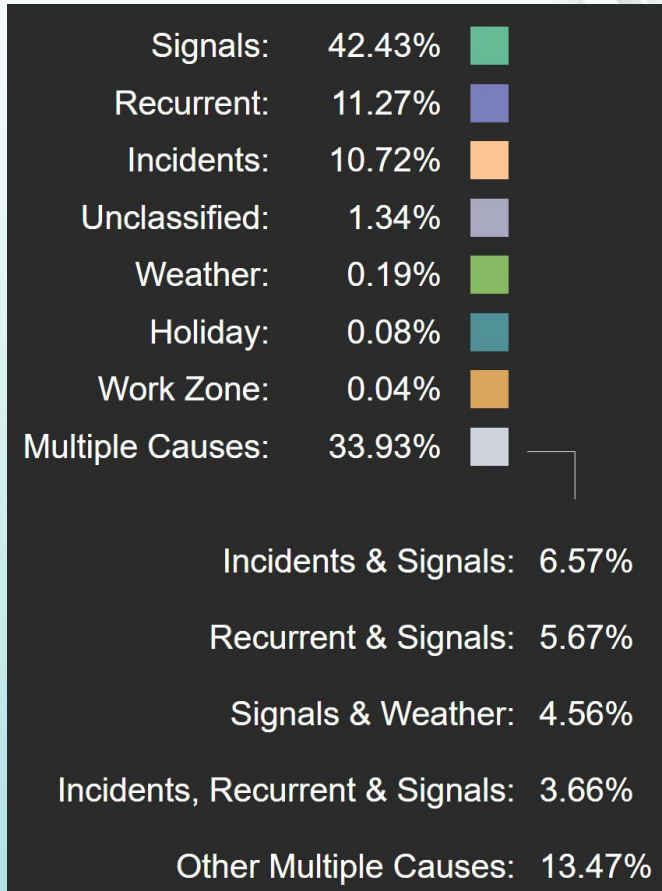 Signals: 42.43%
Recurrent: 11.27%
Incidents: 10.72%
Unclassified: 1.34%
Weather: 0.19%
Holiday: 0.08%
Work Zone: 0.04%
Multiple Causes: 33.93%
Incidents & Signals: 6.57%
Recurrent & Signals: 5.67%
Signals & Weather: 4.56%
Incidents, Recurrent & Signals: 3.66%
Other Multiple Causes: 13.47%